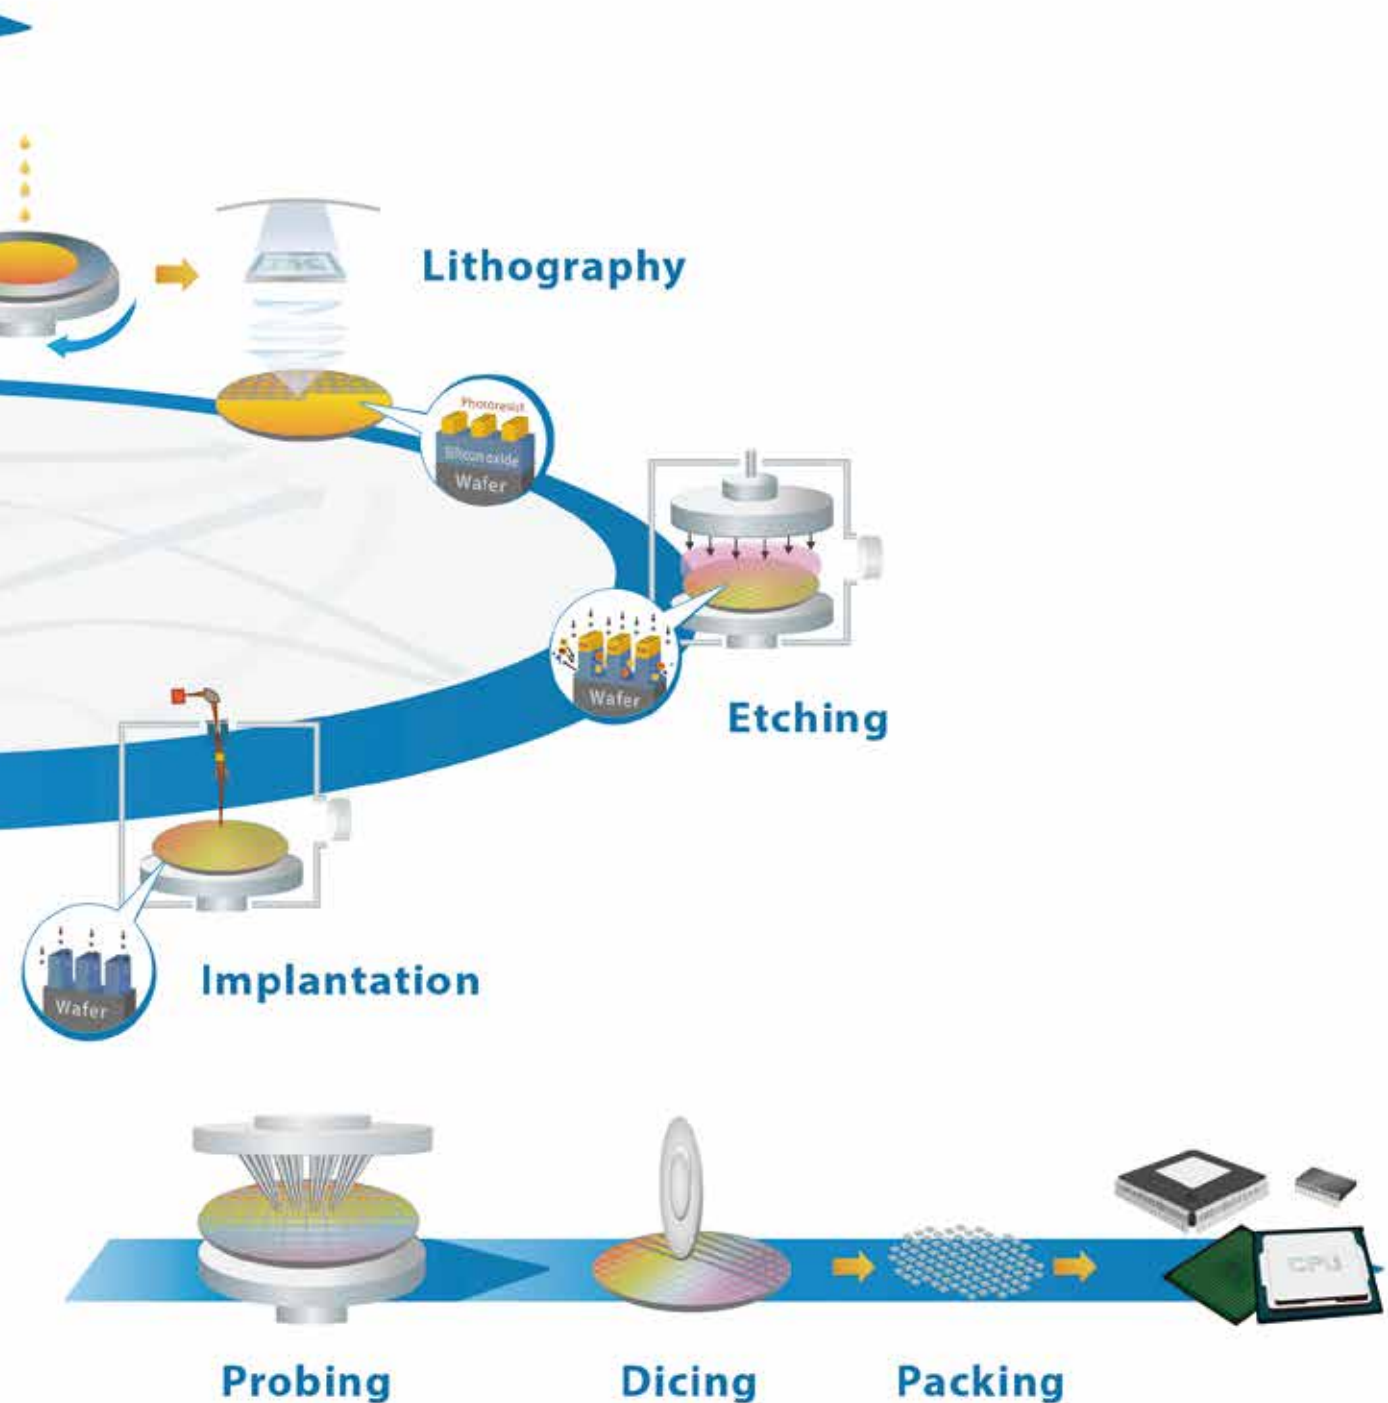 Lithography
Photoresist
Silicon oxide
Wafer
Wafer
Etching
Implantation
Wafer
CPU
Probing
Dicing
Packing